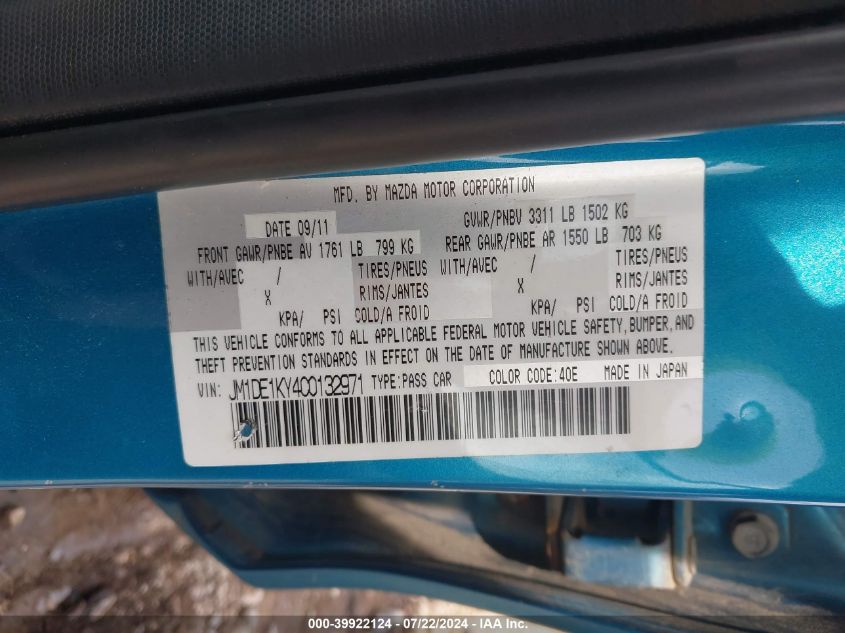 MFD. BY MAZDA MOTOR CORPORATION
DATE 09/11 GVWR/PNBV 3311 LB 1502 KG
FRONT GAWR/PNBE AV 1761 LB 799 KG REAR GAWR/PNBE AR 1550 LB 703 KG
WITH/AVEC / TIRES/PNEUS WITH/AVEC / TIRES/PNEUS
X RIMS/JANTES X RIMS/JANTES
KPA/ PSI COLD/A FROID KPA/ PSI COLD/A FROID
THIS VEHICLE CONFORMS TO ALL APPLICABLE FEDERAL MOTOR VEHICLE SAFETY, BUMPER, AND
THEFT PREVENTION STANDARDS IN EFFECT ON THE DATE OF MANUFACTURE SHOWN ABOVE.
VIN: JM1DE1KY4C0132971 TYPE:PASS CAR COLOR CODE:40E MADE IN JAPAN
000-39922124 - 07/22/2024 - IAAI - Inc.